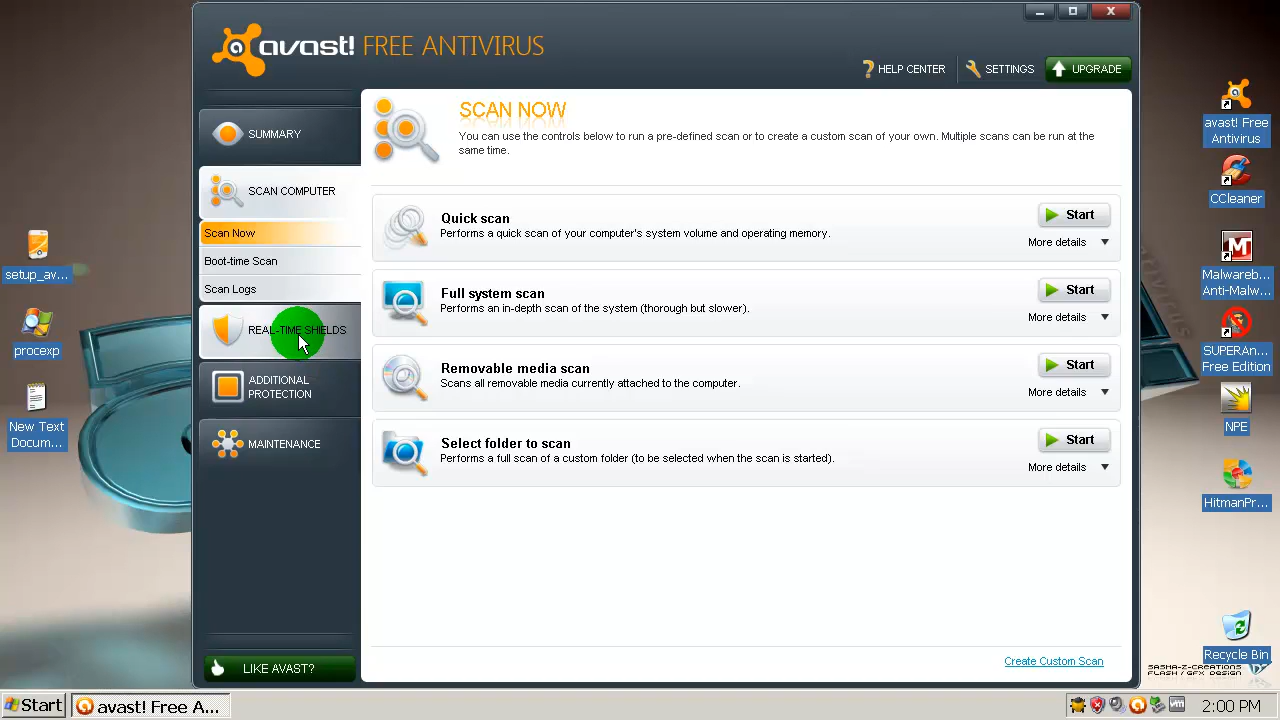 avast! FREE ANTIVIRUS
HELP CENTER
SETTINGS
UPGRADE
SUMMARY
SCAN COMPUTER
Scan Now
Boot-time Scan
Scan Logs
REAL-TIME SHIELDS
ADDITIONAL
PROTECTION
MAINTENANCE
LIKE AVAST?
SCAN NOW
You can use the controls below to run a pre-defined scan or to create a custom scan of your own. Multiple scans can be run at the
same time.
Quick scan
Performs a quick scan of your computer's system volume and operating memory.
Start
More details
Full system scan
Performs an in-depth scan of the system (thorough but slower).
Start
More details
Removable media scan
Scans all removable media currently attached to the computer.
Start
More details
Select folder to scan
Performs a full scan of a custom folder (to be selected when the scan is started).
Start
More details
Create Custom Scan
setup_av...
procexp
New Text
Docum...
avast! Free
Antivirus
CCleaner
Malwareb...
Anti-Malw...
SUPERAn...
Free Edition
NPE
HitmanPr...
Recycle Bin
SASHA-Z-CREATIONS
FLASH / GFX DESIGN
Start
avast! Free A...
2:00 PM